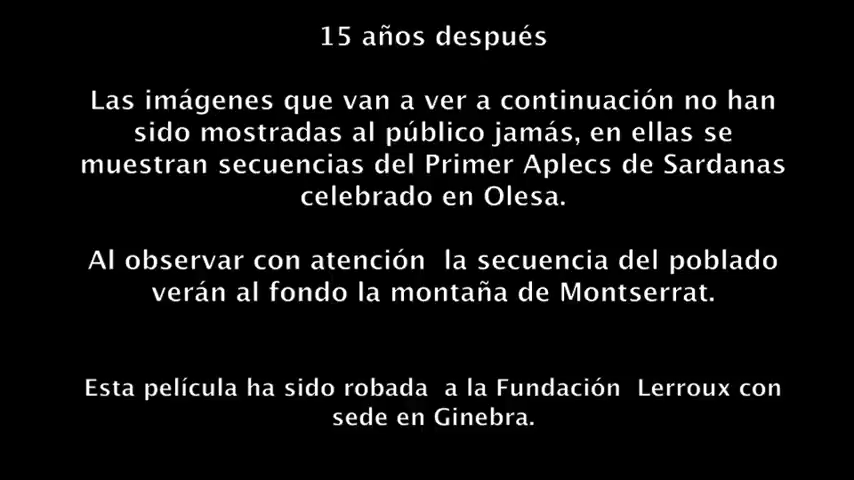 15 años después
Las imágenes que van a ver a continuación no han
sido mostradas al público jamás, en ellas se
muestran secuencias del Primer Aplecs de Sardanas
celebrado en Olesa.
Al observar con atención  la secuencia del poblado
verán al fondo la montaña de Montserrat.
Esta película ha sido robada  a la Fundación  Lerroux con
sede en Ginebra.